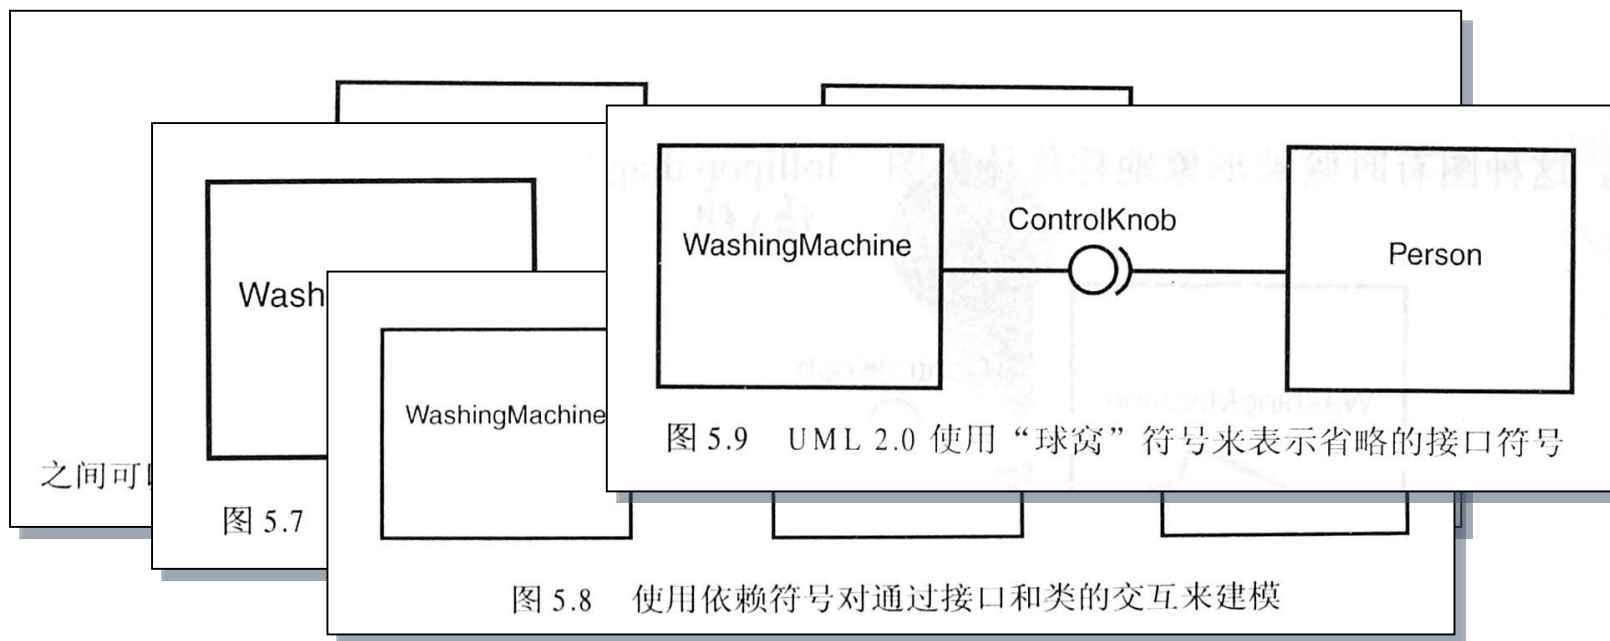 ControlKnob
WashingMachine
Person
图 5.9 UML 2.0 使用“球窝”符号来表示省略的接口符号
Wash
WashingMachine
之间可
图 5.7
图 5.8 使用依赖符号对通过接口和类的交互来建模